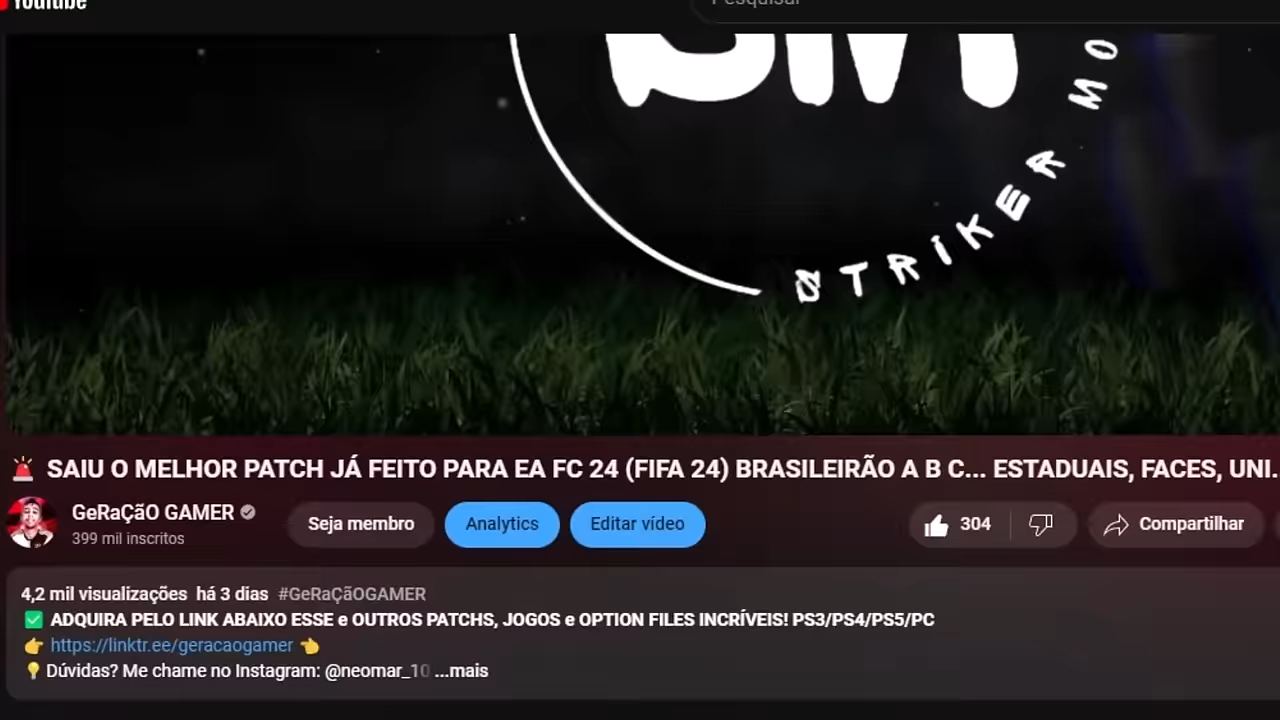 YouTube
Pesquisar
SM
STRIKER MO
🚨 SAIU O MELHOR PATCH JÁ FEITO PARA EA FC 24 (FIFA 24) BRASILEIRÃO A B C... ESTADUAIS, FACES, UNI.
GeRaÇãO GAMER
399 mil inscritos
Seja membro
Analytics
Editar vídeo
304
Compartilhar
4,2 mil visualizações há 3 dias #GeRaÇãOGAMER
✅ ADQUIRA PELO LINK ABAIXO ESSE e OUTROS PATCHS, JOGOS e OPTION FILES INCRÍVEIS! PS3/PS4/PS5/PC
👉 https://linktr.ee/geracaogamer 👈
💡 Dúvidas? Me chame no Instagram: @neomar_10 ...mais